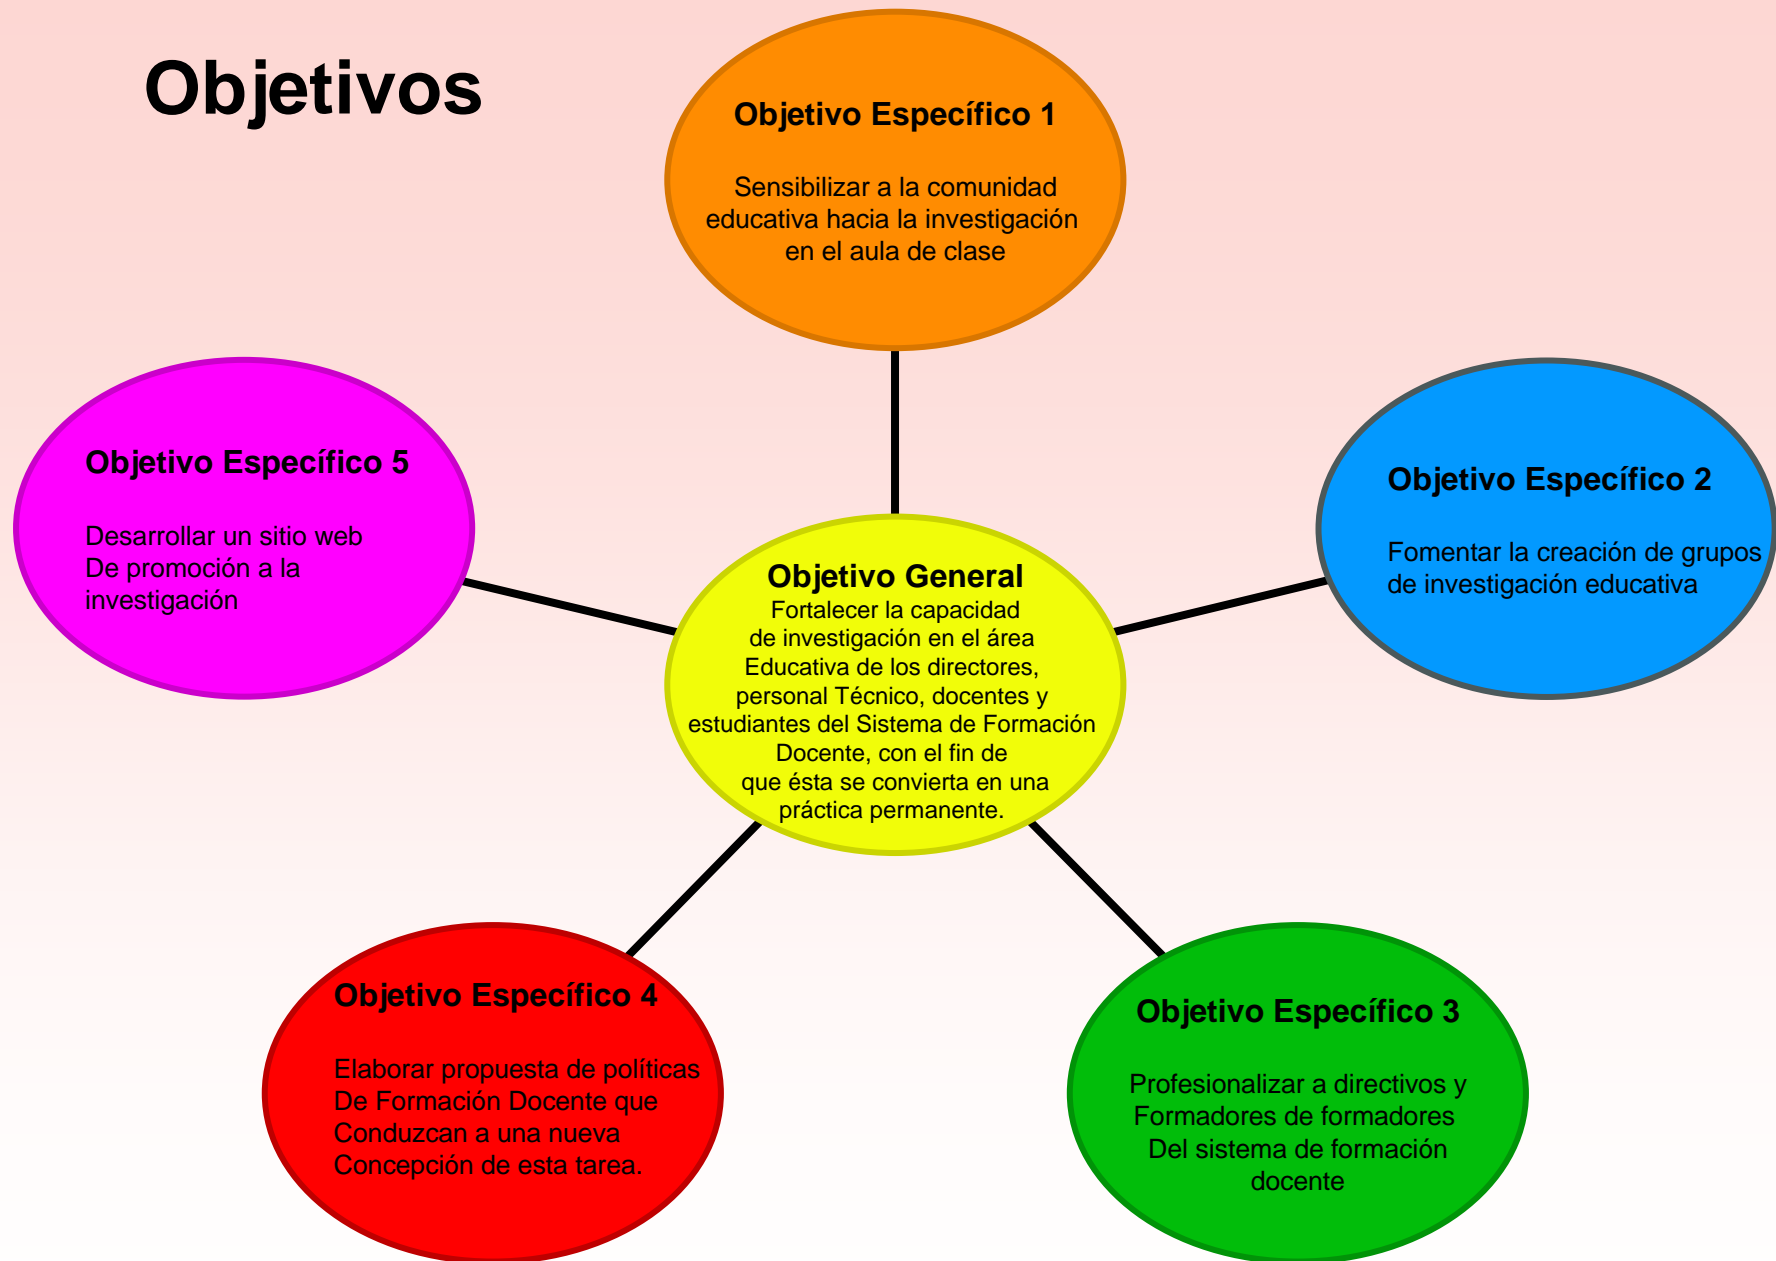 Objetivos
Objetivo Específico 1
Sensibilizar a la comunidad
educativa hacia la investigación
en el aula de clase
Objetivo Específico 2
Fomentar la creación de grupos
de investigación educativa
Objetivo Específico 5
Desarrollar un sitio web
De promoción a la
investigación
Objetivo General
Fortalecer la capacidad
de investigación en el área
Educativa de los directores,
personal Técnico, docentes y
estudiantes del Sistema de Formación
Docente, con el fin de
que ésta se convierta en una
práctica permanente.
Objetivo Específico 4
Elaborar propuesta de políticas
De Formación Docente que
Conduzcan a una nueva
Concepción de esta tarea.
Objetivo Específico 3
Profesionalizar a directivos y
Formadores de formadores
Del sistema de formación
docente